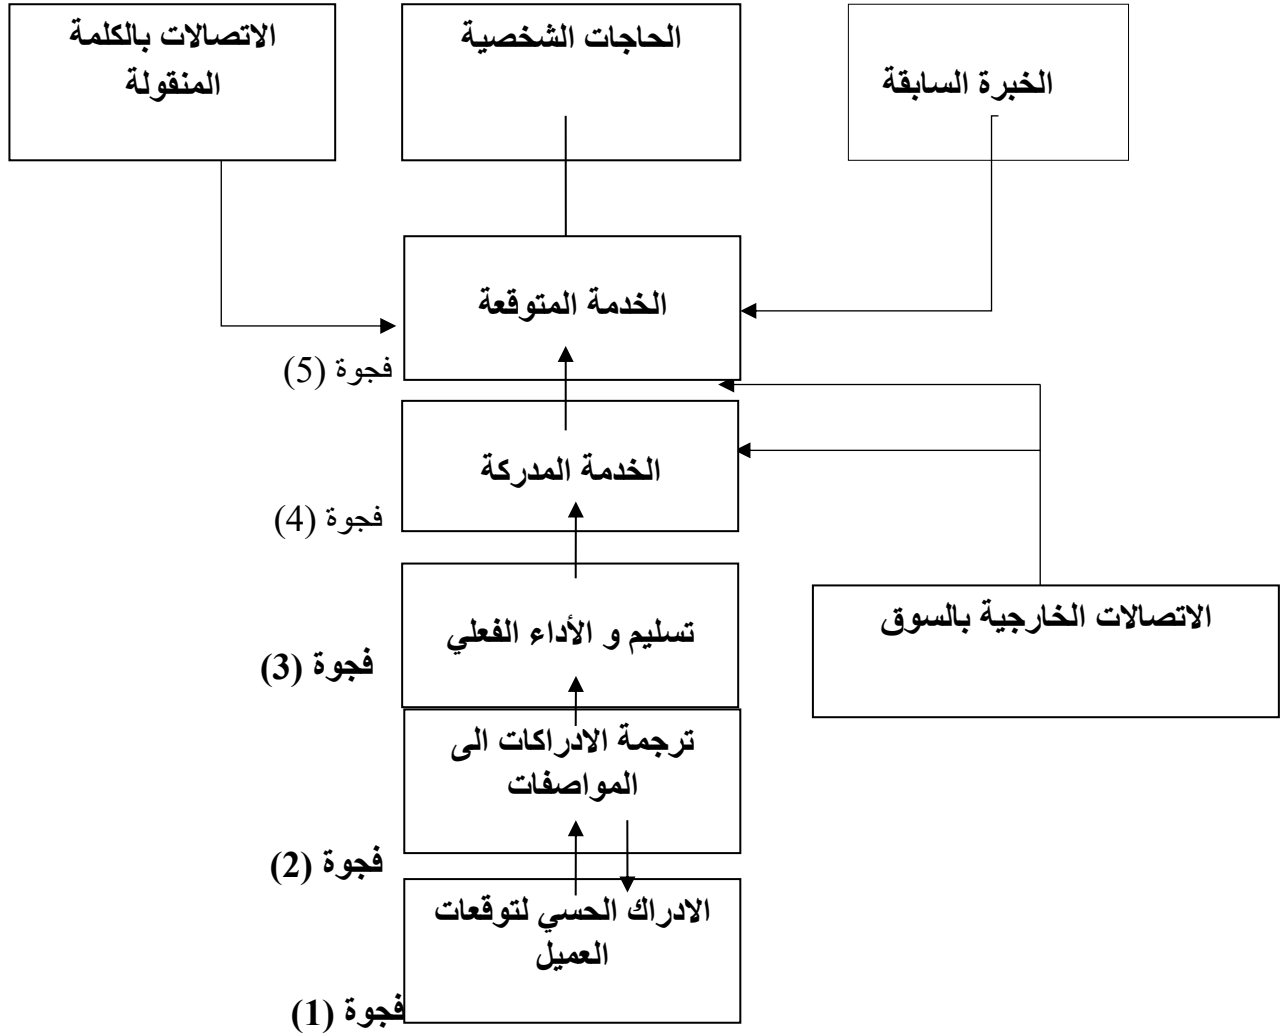 الخبرة السابقة
الحاجات الشخصية
الاتصالات بالكلمة
المنقولة
الخدمة المتوقعة
فجوة (5)
الخدمة المدركة
فجوة (4)
الاتصالات الخارجية بالسوق
تسليم و الأداء الفعلي
فجوة (3)
ترجمة الادراكات الى
المواصفات
فجوة (2)
الادراك الحسي لتوقعات
العميل
فجوة (1)